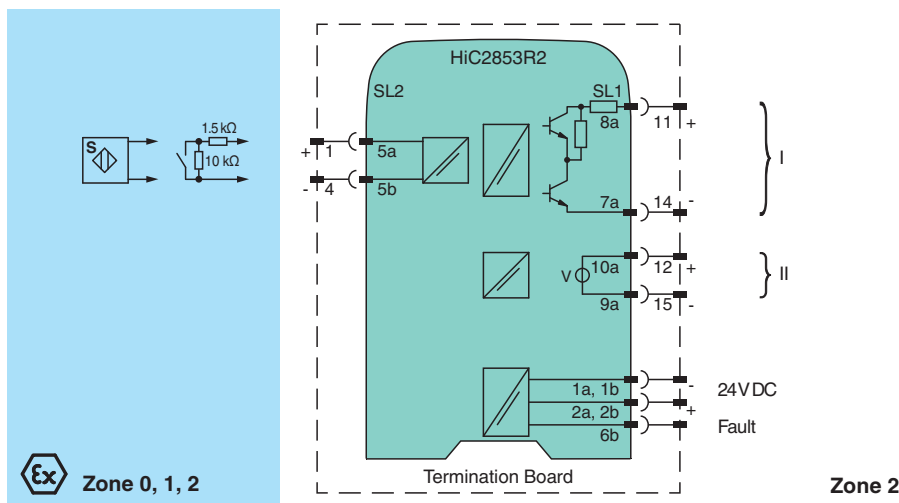 HiC2853R2
SL2
SL1
S
1.5 kΩ
10 kΩ
+ 1
5a
- 4
5b
8a
11 +
7a
14 -
I
V
10a
12 +
9a
15 -
II
1a, 1b
-
24 V DC
2a, 2b
+
6b
Fault
Termination Board
Ex
Zone 0, 1, 2
Zone 2